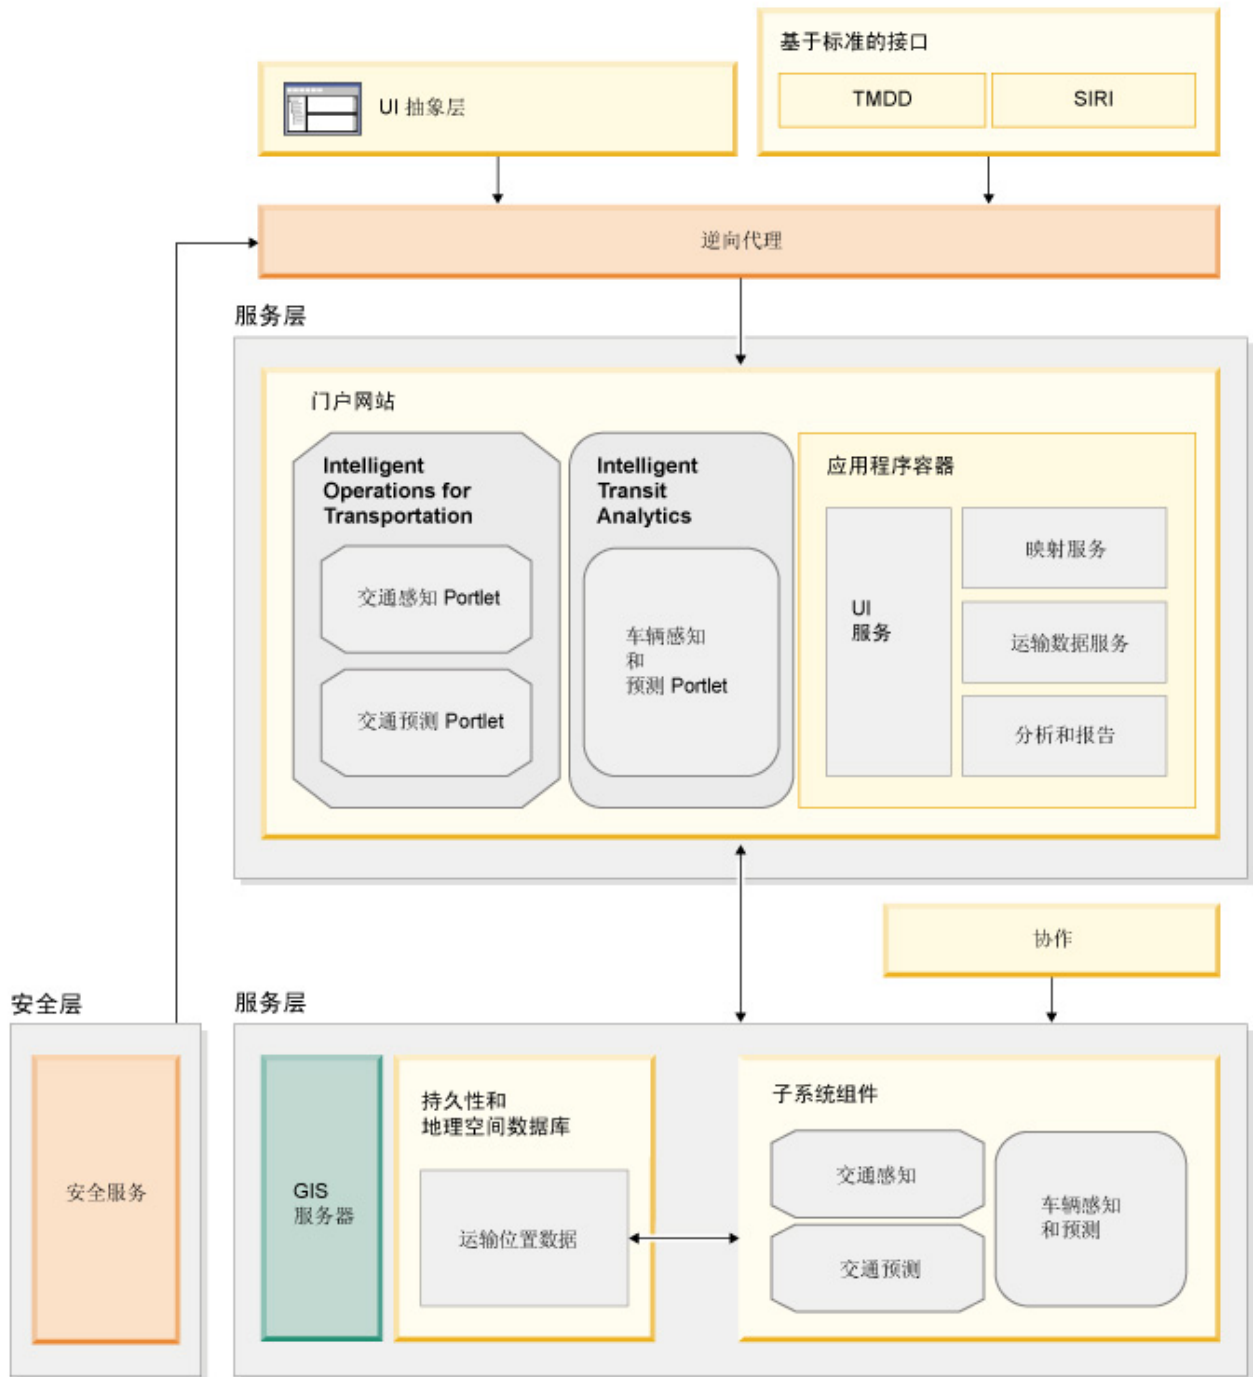 基于标准的接口
TMDD
SIRI
UI 抽象层
逆向代理
服务层
门户网站
Intelligent
Operations for
Transportation
交通感知 Portlet
交通预测 Portlet
Intelligent
Transit
Analytics
车辆感知
和
预测 Portlet
应用程序容器
UI
服务
映射服务
运输数据服务
分析和报告
协作
安全层
安全服务
服务层
GIS
服务器
持久性和
地理空间数据库
运输位置数据
子系统组件
交通感知
交通预测
车辆感知
和预测